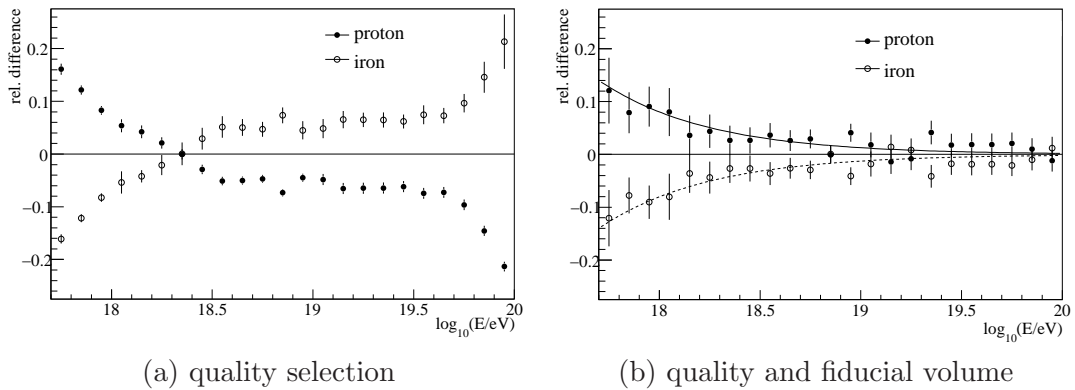 rel. difference
0.2
0.1
0
−0.1
−0.2
proton
iron
18
18.5
19
19.5
20
log10(E/eV)
(a) quality selection
rel. difference
0.2
0.1
0
−0.1
−0.2
proton
iron
18
18.5
19
19.5
20
log10(E/eV)
(b) quality and fiducial volume